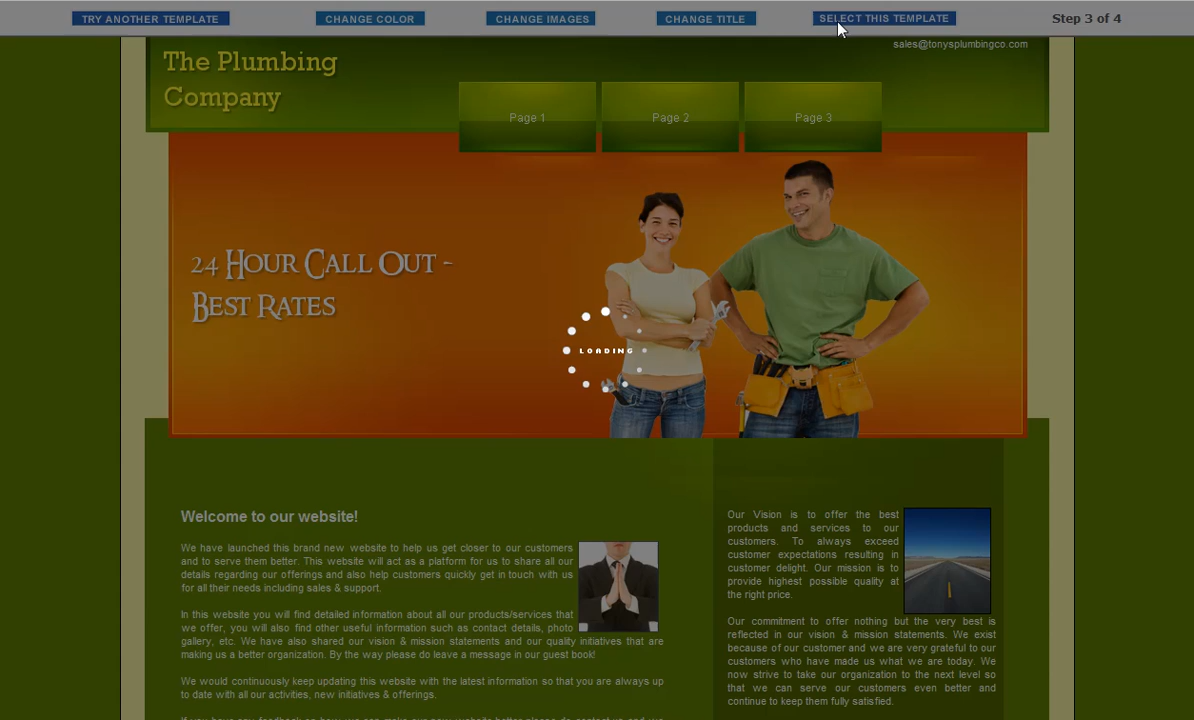 TRY ANOTHER TEMPLATE
CHANGE COLOR
CHANGE IMAGES
CHANGE TITLE
SELECT THIS TEMPLATE
Step 3 of 4
sales@tonysplumbingco.com
The Plumbing
Company
Page 1
Page 2
Page 3
24 Hour Call Out -
Best Rates
LOADING
Welcome to our website!
We have launched this brand new website to help us get closer to our customers
and to serve them better. This website will act as a platform for us to share all our
details regarding our offerings and also help customers quickly get in touch with us
for all their needs including sales & support.
In this website you will find detailed information about all our products/services that
we offer, you will also find other useful information such as contact details, photo
gallery, etc. We have also shared our vision & mission statements and our quality initiatives that are
making us a better organization. By the way please do leave a message in our guest book!
We would continuously keep updating this website with the latest information so that you are always up
to date with all our activities, new initiatives & offerings.
Our Vision is to offer the best
products and services to our
customers. To always exceed
customer expectations resulting in
customer delight. Our mission is to
provide highest possible quality at
the right price.
Our commitment to offer nothing but the very best is
reflected in our vision & mission statements. We exist
because of our customer and we are very grateful to our
customers who have made us what we are today. We
now strive to take our organization to the next level so
that we can serve our customers even better and
continue to keep them fully satisfied.